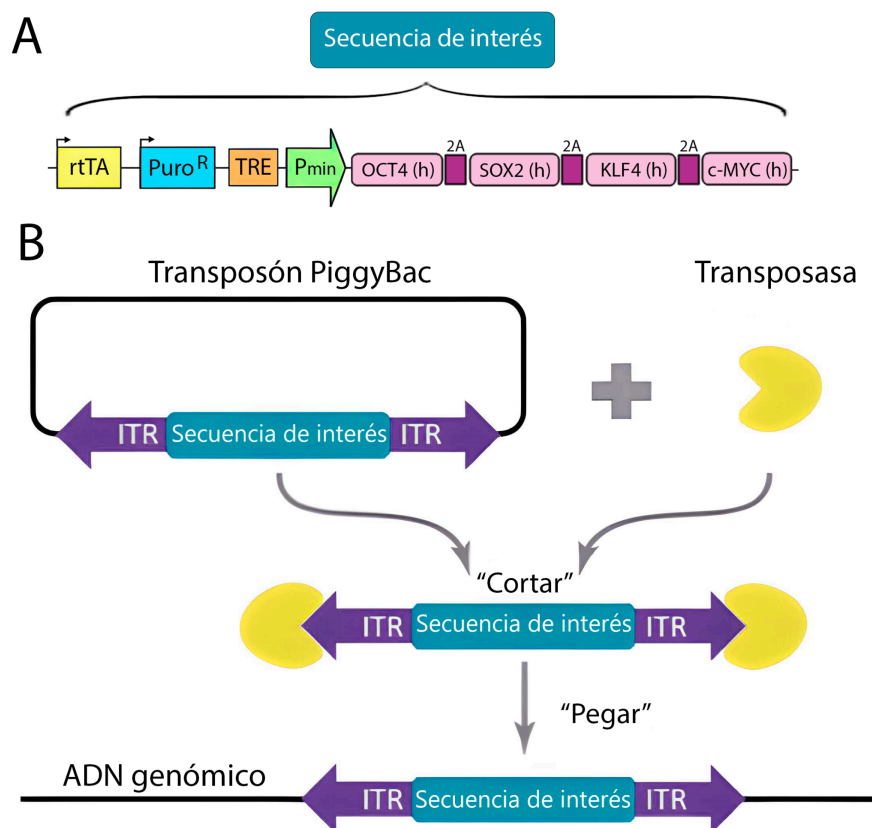 A
Secuencia de interés
rtTA Puro^R TRE Pmin OCT4 (h) 2A SOX2 (h) 2A KLF4 (h) 2A c-MYC (h)
B
Transposón PiggyBac Transposasa
ITR Secuencia de interés ITR
“Cortar”
ITR Secuencia de interés ITR
“Pegar”
ADN genómico
ITR Secuencia de interés ITR